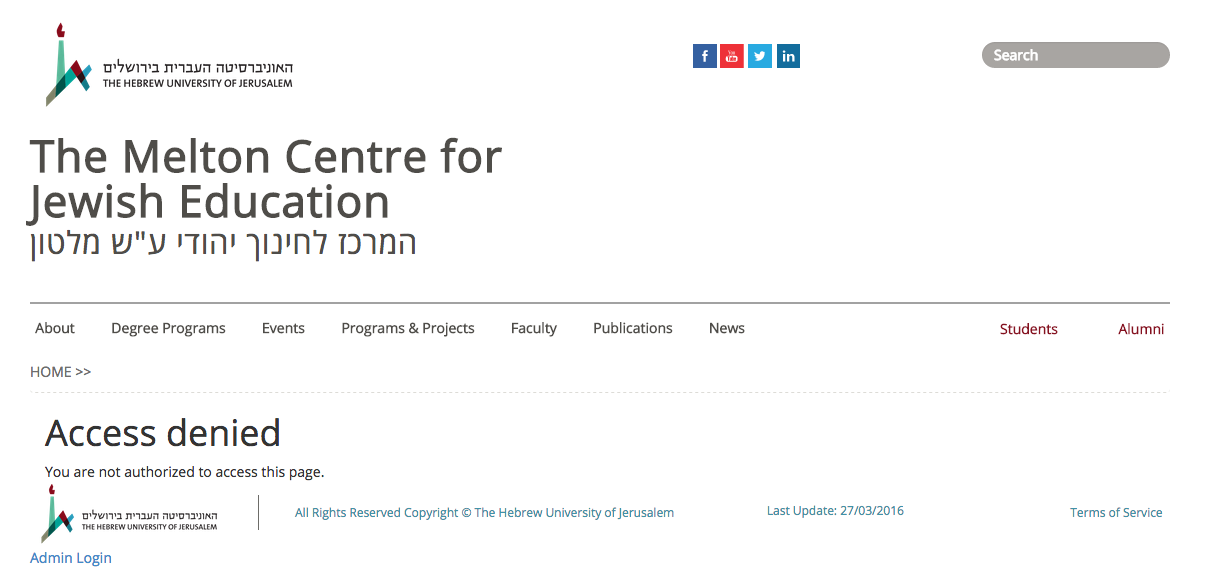 האוניברסיטה העברית בירושלים
THE HEBREW UNIVERSITY OF JERUSALEM
f You Tube in
Search
The Melton Centre for
Jewish Education
המרכז לחינוך יהודי ע"ש מלטון
About Degree Programs Events Programs & Projects Faculty Publications News Students Alumni
HOME >>
Access denied
You are not authorized to access this page.
האוניברסיטה העברית בירושלים
THE HEBREW UNIVERSITY OF JERUSALEM
All Rights Reserved Copyright © The Hebrew University of Jerusalem
Last Update: 27/03/2016
Terms of Service
Admin Login